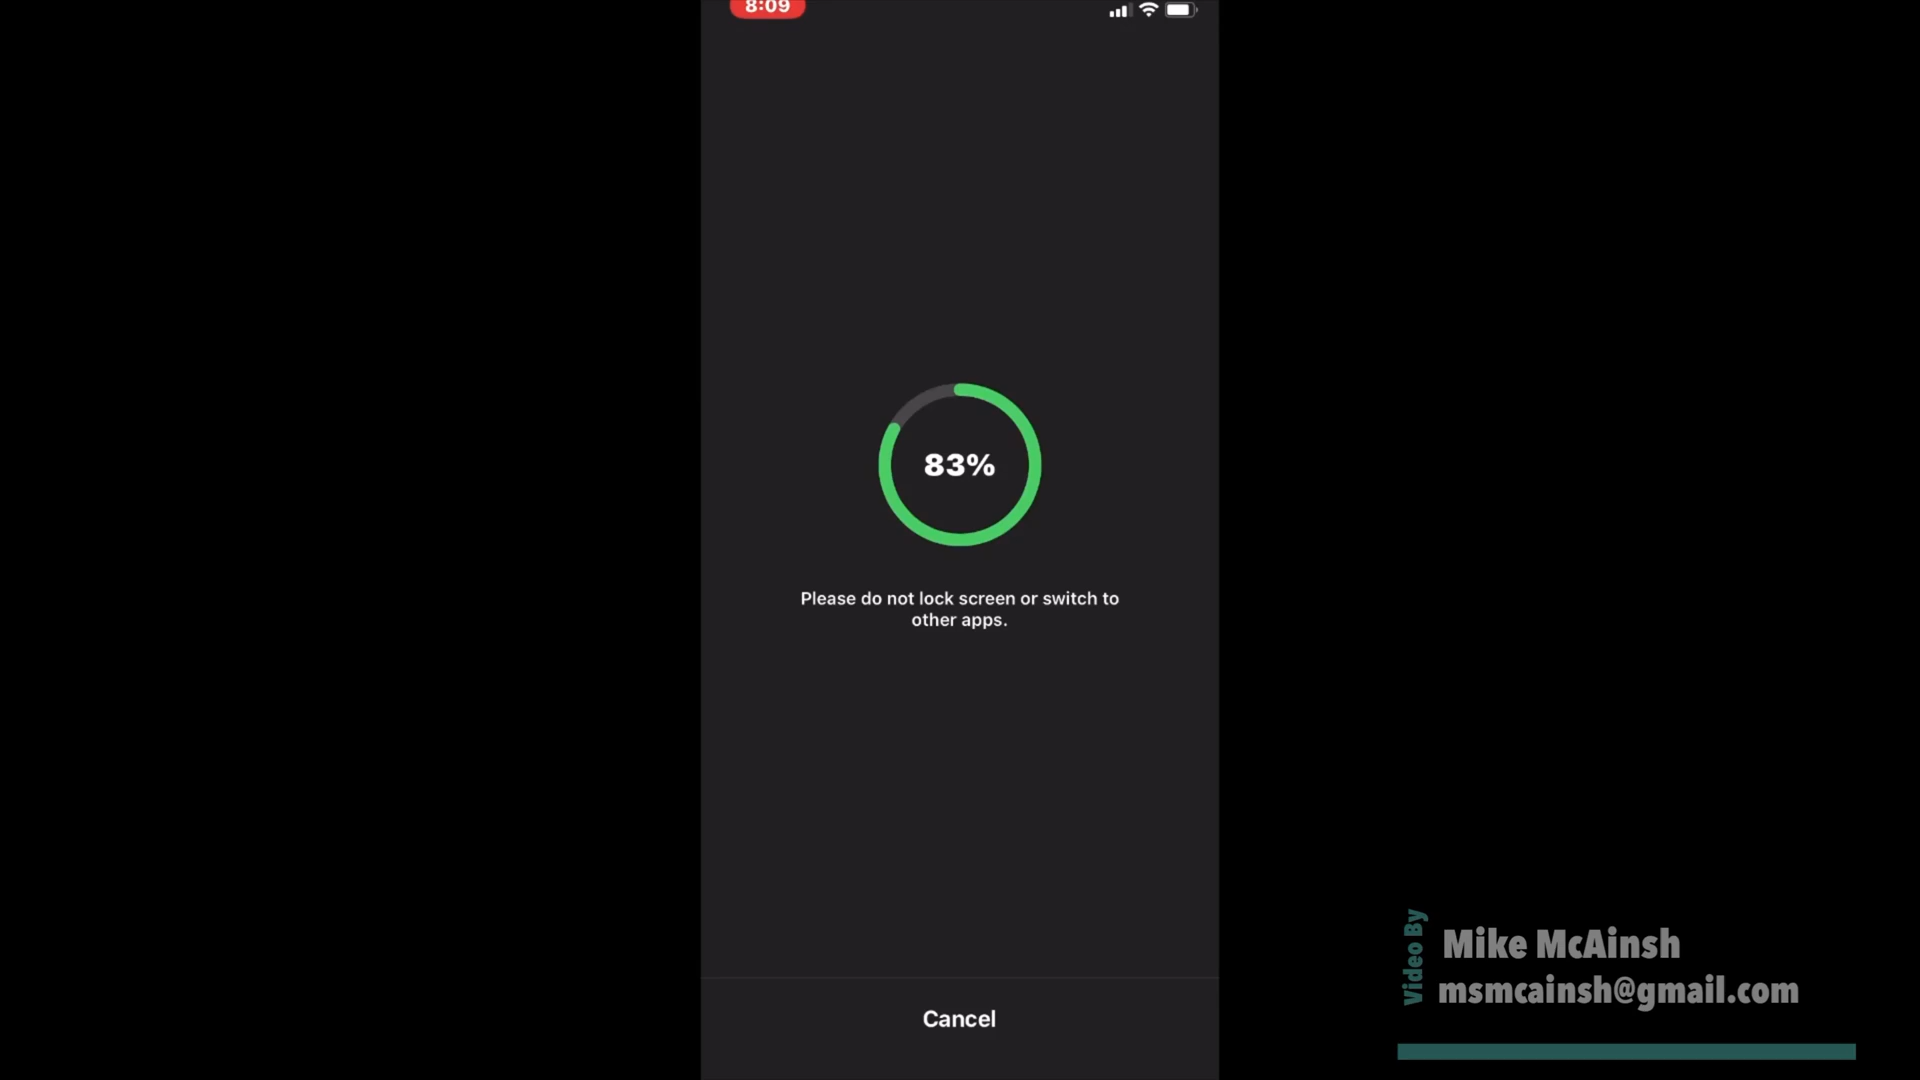 8:09
83%
Please do not lock screen or switch to
other apps.
Cancel
Video By
Mike McAinsh
msmcainsh@gmail.com